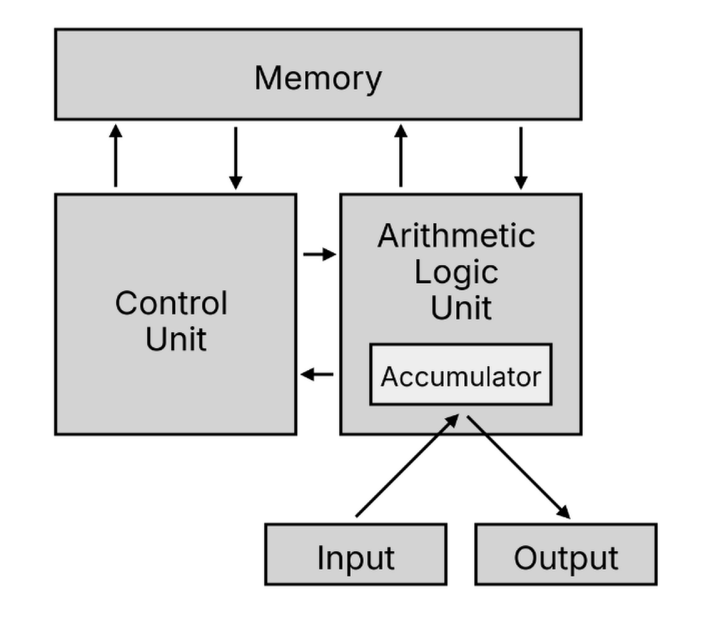 Memory
Control
Unit
Arithmetic
Logic
Unit
Accumulator
Input
Output